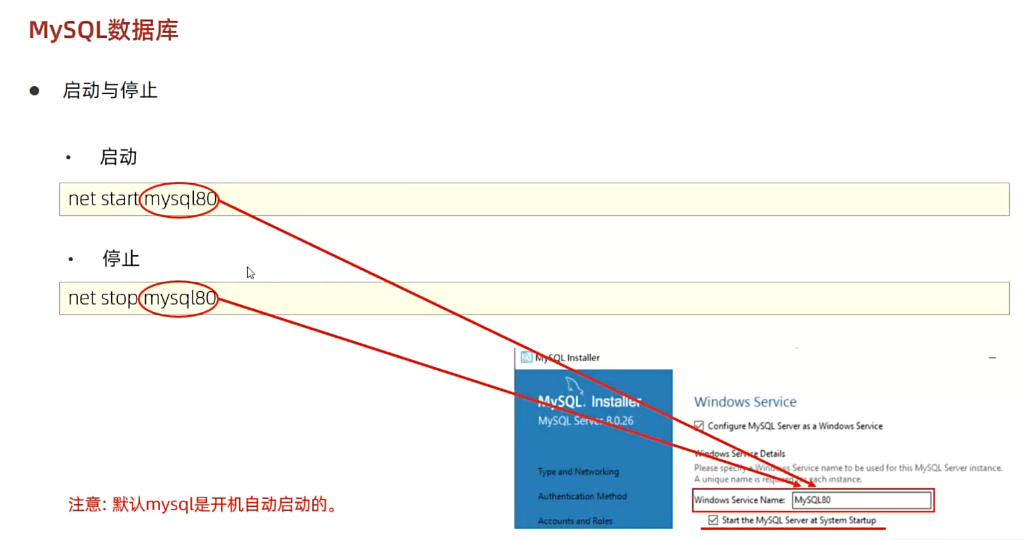 MySQL数据库
● 启动与停止
• 启动
net start mysql80
• 停止
net stop mysql80
MySQL Installer
MySQL. Installer
MySQL Server 8.0.26
Type and Networking
Authentication Method
Accounts and Roles
Windows Service
Configure MySQL Server as a Windows Service
Windows Service Details
Please specify a Windows Service name to be used for this MySQL Server instance.
A unique name is required for each instance.
Windows Service Name: MySQL80
Start the MySQL Server at System Startup
注意: 默认mysql是开机自动启动的。